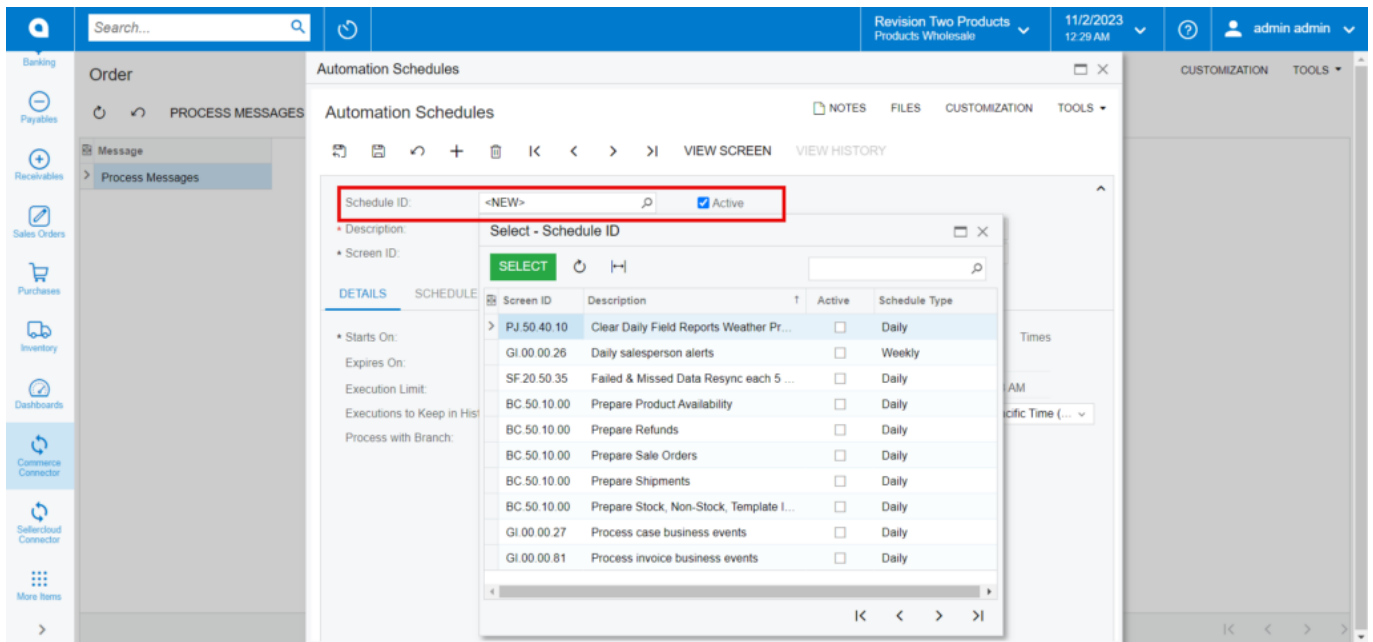 Search...
Revision Two Products
Products Wholesale
11/2/2023
12:29 AM
?
admin admin
Banking
Payables
Receivables
Sales Orders
Purchases
Inventory
Dashboards
Commerce
Connector
Sellercloud
Connector
More Items
Order
PROCESS MESSAGES
Message
Process Messages
CUSTOMIZATION TOOLS
Automation Schedules
Automation Schedules
NOTES FILES CUSTOMIZATION TOOLS
VIEW SCREEN VIEW HISTORY
Schedule ID: <NEW> Active
Description:
Screen ID:
DETAILS SCHEDULE
Starts On:
Expires On:
Execution Limit:
Executions to Keep in Hist
Process with Branch:
Times
AM
Time (...
Select - Schedule ID
SELECT
Screen ID Description Active Schedule Type
PJ.50.40.10 Clear Daily Field Reports Weather Pr... Daily
GI.00.00.26 Daily salesperson alerts Weekly
SF.20.50.35 Failed & Missed Data Resync each 5 ... Daily
BC.50.10.00 Prepare Product Availability Daily
BC.50.10.00 Prepare Refunds Daily
BC.50.10.00 Prepare Sale Orders Daily
BC.50.10.00 Prepare Shipments Daily
BC.50.10.00 Prepare Stock, Non-Stock, Template I... Daily
GI.00.00.27 Process case business events Daily
GI.00.00.81 Process invoice business events Daily